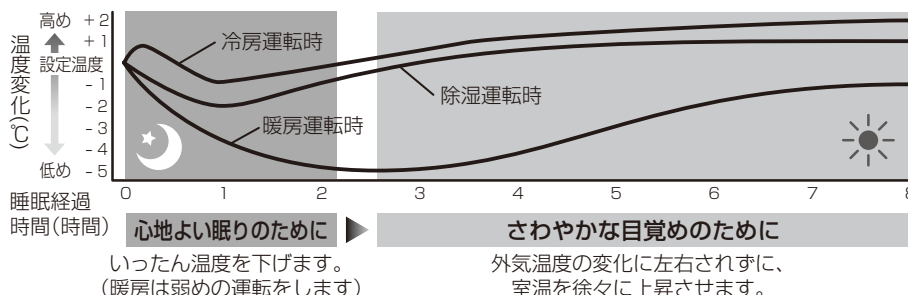 高め
温度変化(℃)
設定温度
低め
+2
+1
-1
-2
-3
-4
-5
冷房運転時
除湿運転時
暖房運転時
睡眠経過
時間(時間)
0 1 2 3 4 5 6 7 8
心地よい眠りのために
いったん温度を下げます。
(暖房は弱めの運転をします)
さわやかな目覚めのために
外気温度の変化に左右されずに、
室温を徐々に上昇させます。